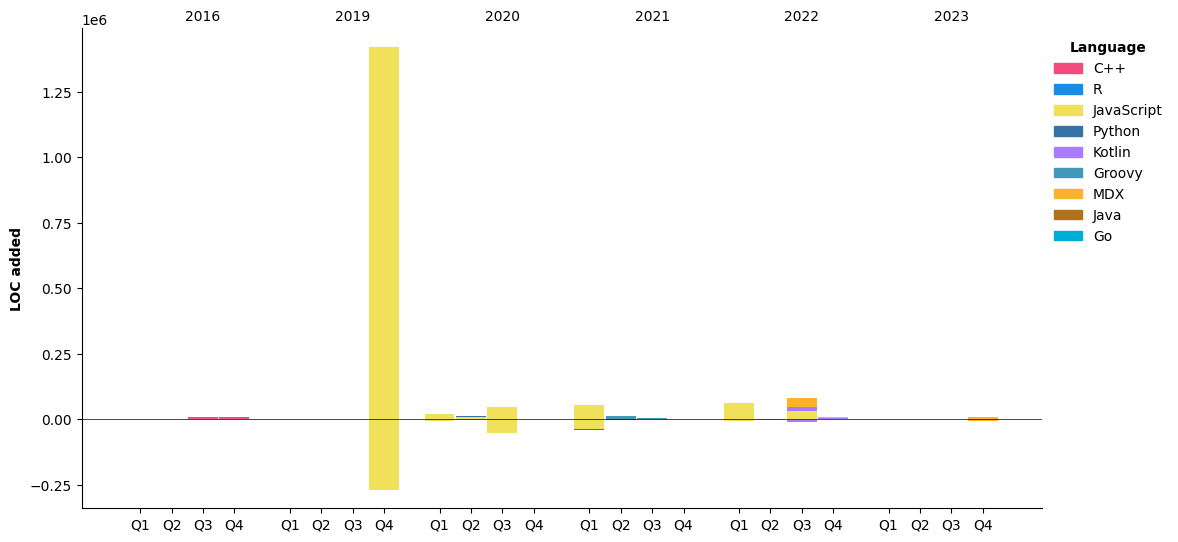 1e6
2016 2019 2020 2021 2022 2023
LOC added
1.25
1.00
0.75
0.50
0.25
0.00
−0.25
Q1 Q2 Q3 Q4 Q1 Q2 Q3 Q4 Q1 Q2 Q3 Q4 Q1 Q2 Q3 Q4 Q1 Q2 Q3 Q4 Q1 Q2 Q3 Q4
Language
C++
R
JavaScript
Python
Kotlin
Groovy
MDX
Java
Go